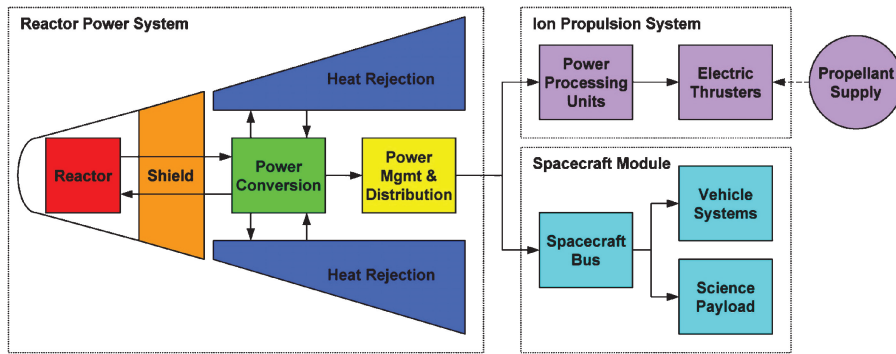 Reactor Power System
Heat Rejection
Reactor
Shield
Power
Conversion
Power
Mgmt &
Distribution
Heat Rejection
Ion Propulsion System
Power
Processing
Units
Electric
Thrusters
Propellant
Supply
Spacecraft Module
Spacecraft
Bus
Vehicle
Systems
Science
Payload